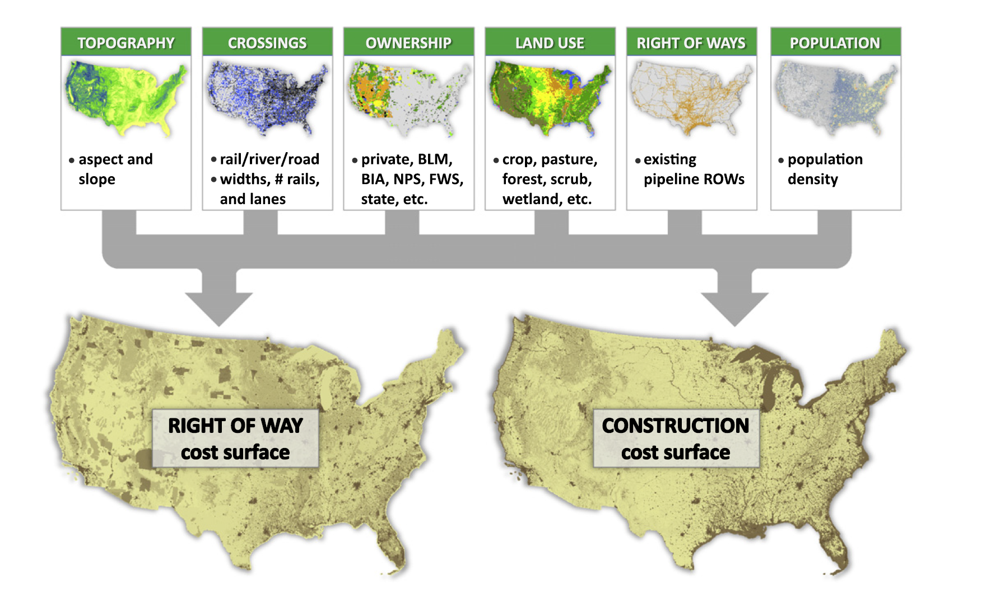 TOPOGRAPHY
• aspect and
slope
CROSSINGS
• rail/river/road
• widths, # rails,
and lanes
OWNERSHIP
• private, BLM,
BIA, NPS, FWS,
state, etc.
LAND USE
• crop, pasture,
forest, scrub,
wetland, etc.
RIGHT OF WAYS
• existing
pipeline ROWs
POPULATION
• population
density
RIGHT OF WAY
cost surface
CONSTRUCTION
cost surface